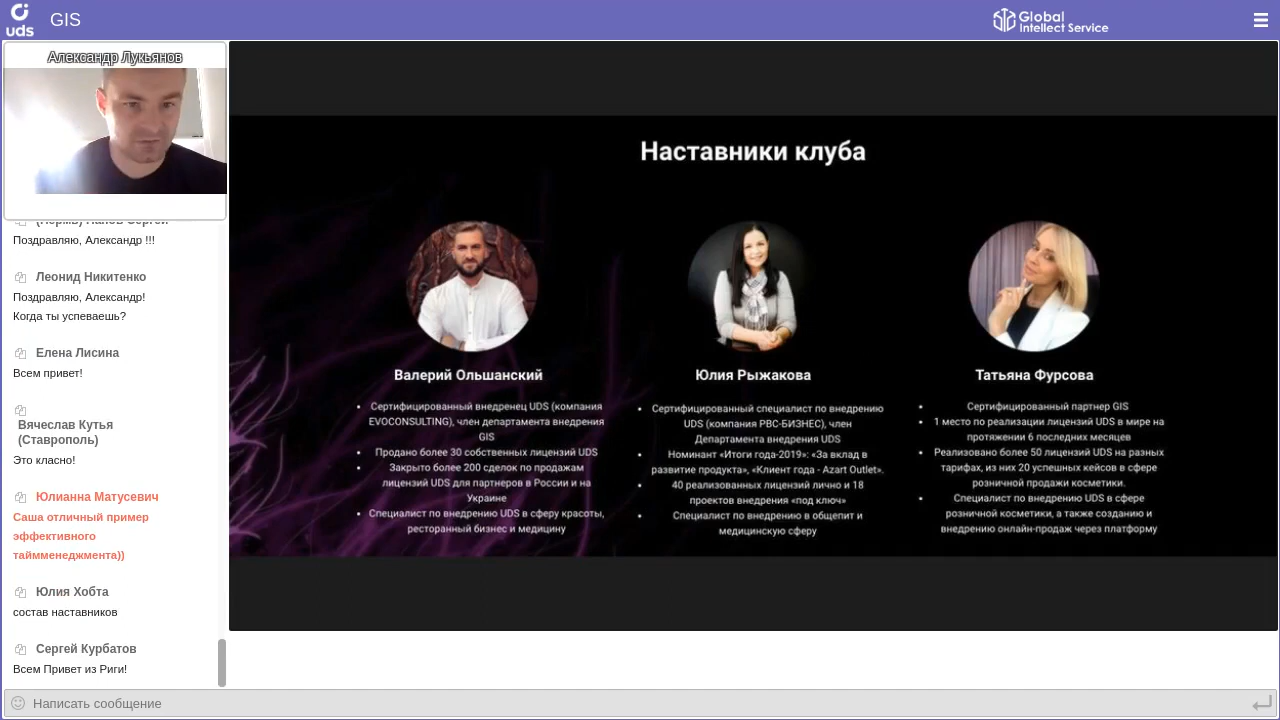 uds
GIS
Global
Intellect Service
Александр Лукьянов
Поздравляю, Александр !!!
Леонид Никитенко
Поздравляю, Александр!
Когда ты успеваешь?
Елена Лисина
Всем привет!
Вячеслав Кутья
(Ставрополь)
Это класно!
Юлианна Матусевич
Саша отличный пример
эффективного
таймменеджмента))
Юлия Хобта
состав наставников
Сергей Курбатов
Всем Привет из Риги!
Написать сообщение
Наставники клуба
Валерий Ольшанский
• Сертифицированный внедренец UDS (компания
EVOCONSULTING), член департамента внедрения
GIS
• Продано более 30 собственных лицензий UDS
• Закрыто более 200 сделок по продажам
лицензий UDS для партнеров в России и на
Украине
• Специалист по внедрению UDS в сферу красоты,
ресторанный бизнес и медицину
Юлия Рыжакова
• Сертифицированный специалист по внедрению
UDS (компания РВС-БИЗНЕС), член
Департамента внедрения UDS
• Номинант «Итоги года-2019»: «За вклад в
развитие продукта», «Клиент года - Azart Outlet».
• 40 реализованных лицензий лично и 18
проектов внедрения «под ключ»
• Специалист по внедрению в общепит и
медицинскую сферу
Татьяна Фурсова
• Сертифицированный партнер GIS
• 1 место по реализации лицензий UDS в мире на
протяжении 6 последних месяцев
• Реализовано более 50 лицензий UDS на разных
тарифах, из них 20 успешных кейсов в сфере
розничной продажи косметики.
• Специалист по внедрению UDS в сфере
розничной косметики, а также созданию и
внедрению онлайн-продаж через платформу